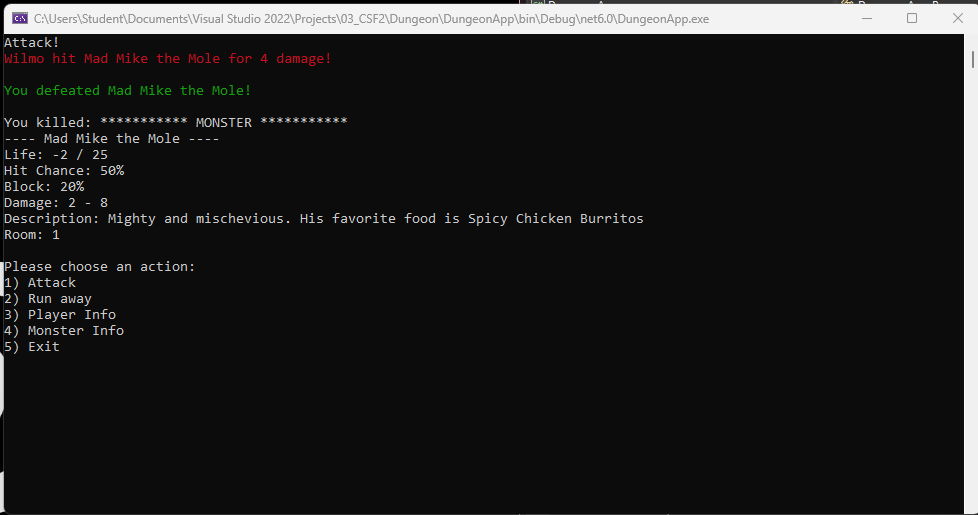 C:\Users\Student\Documents\Visual Studio 2022\Projects\03_CSF2\Dungeon\DungeonApp\bin\Debug\net6.0\DungeonApp.exe
Attack!
Wilmo hit Mad Mike the Mole for 4 damage!
You defeated Mad Mike the Mole!
You killed: *********** MONSTER ***********
---- Mad Mike the Mole ----
Life: -2 / 25
Hit Chance: 50%
Block: 20%
Damage: 2 - 8
Description: Mighty and mischevious. His favorite food is Spicy Chicken Burritos
Room: 1
Please choose an action:
1) Attack
2) Run away
3) Player Info
4) Monster Info
5) Exit